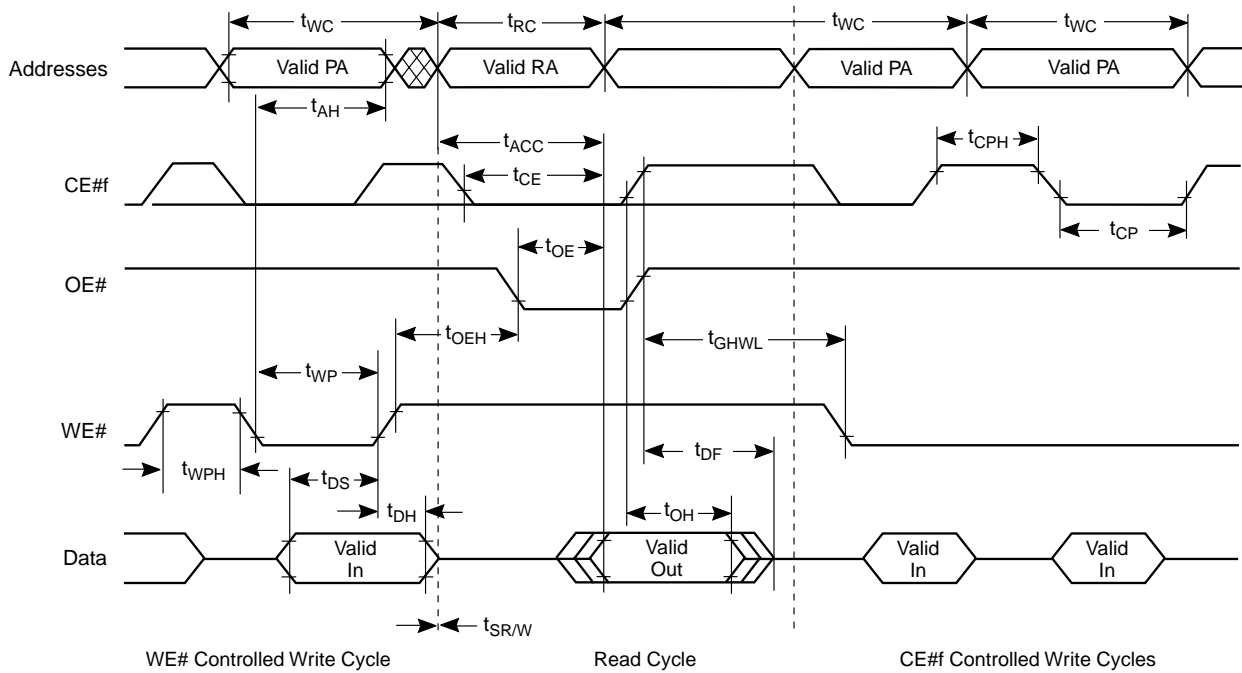 tWC tRC tWC tWC
Addresses Valid PA Valid RA Valid PA Valid PA
tAH
tACC tCPH
CE#f tCE
tCP
tOE
OE#
tOEH tGHWL
tWP
WE#
tDF
tWPH tDS
tDH tOH
Data Valid In Valid Out Valid In Valid In
tSR/W
WE# Controlled Write Cycle Read Cycle CE#f Controlled Write Cycles